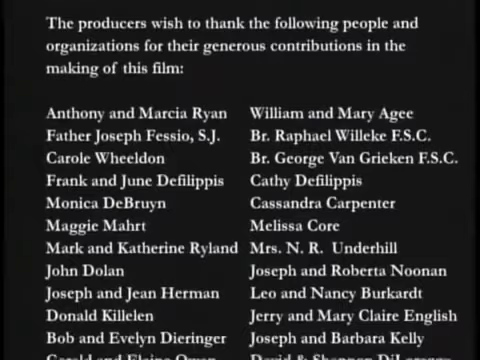 The producers wish to thank the following people and
organizations for their generous contributions in the
making of this film:
Anthony and Marcia Ryan
William and Mary Agee
Father Joseph Fessio, S.J.
Br. Raphael Willeke F.S.C.
Carole Wheeldon
Br. George Van Grieken F.S.C.
Frank and June Defilippis
Cathy Defilippis
Monica DeBruyn
Cassandra Carpenter
Maggie Mahrt
Melissa Core
Mark and Katherine Ryland
Mrs. N. R. Underhill
John Dolan
Joseph and Roberta Noonan
Joseph and Jean Herman
Leo and Nancy Burkardt
Donald Killelen
Jerry and Mary Claire English
Bob and Evelyn Dieringer
Joseph and Barbara Kelly